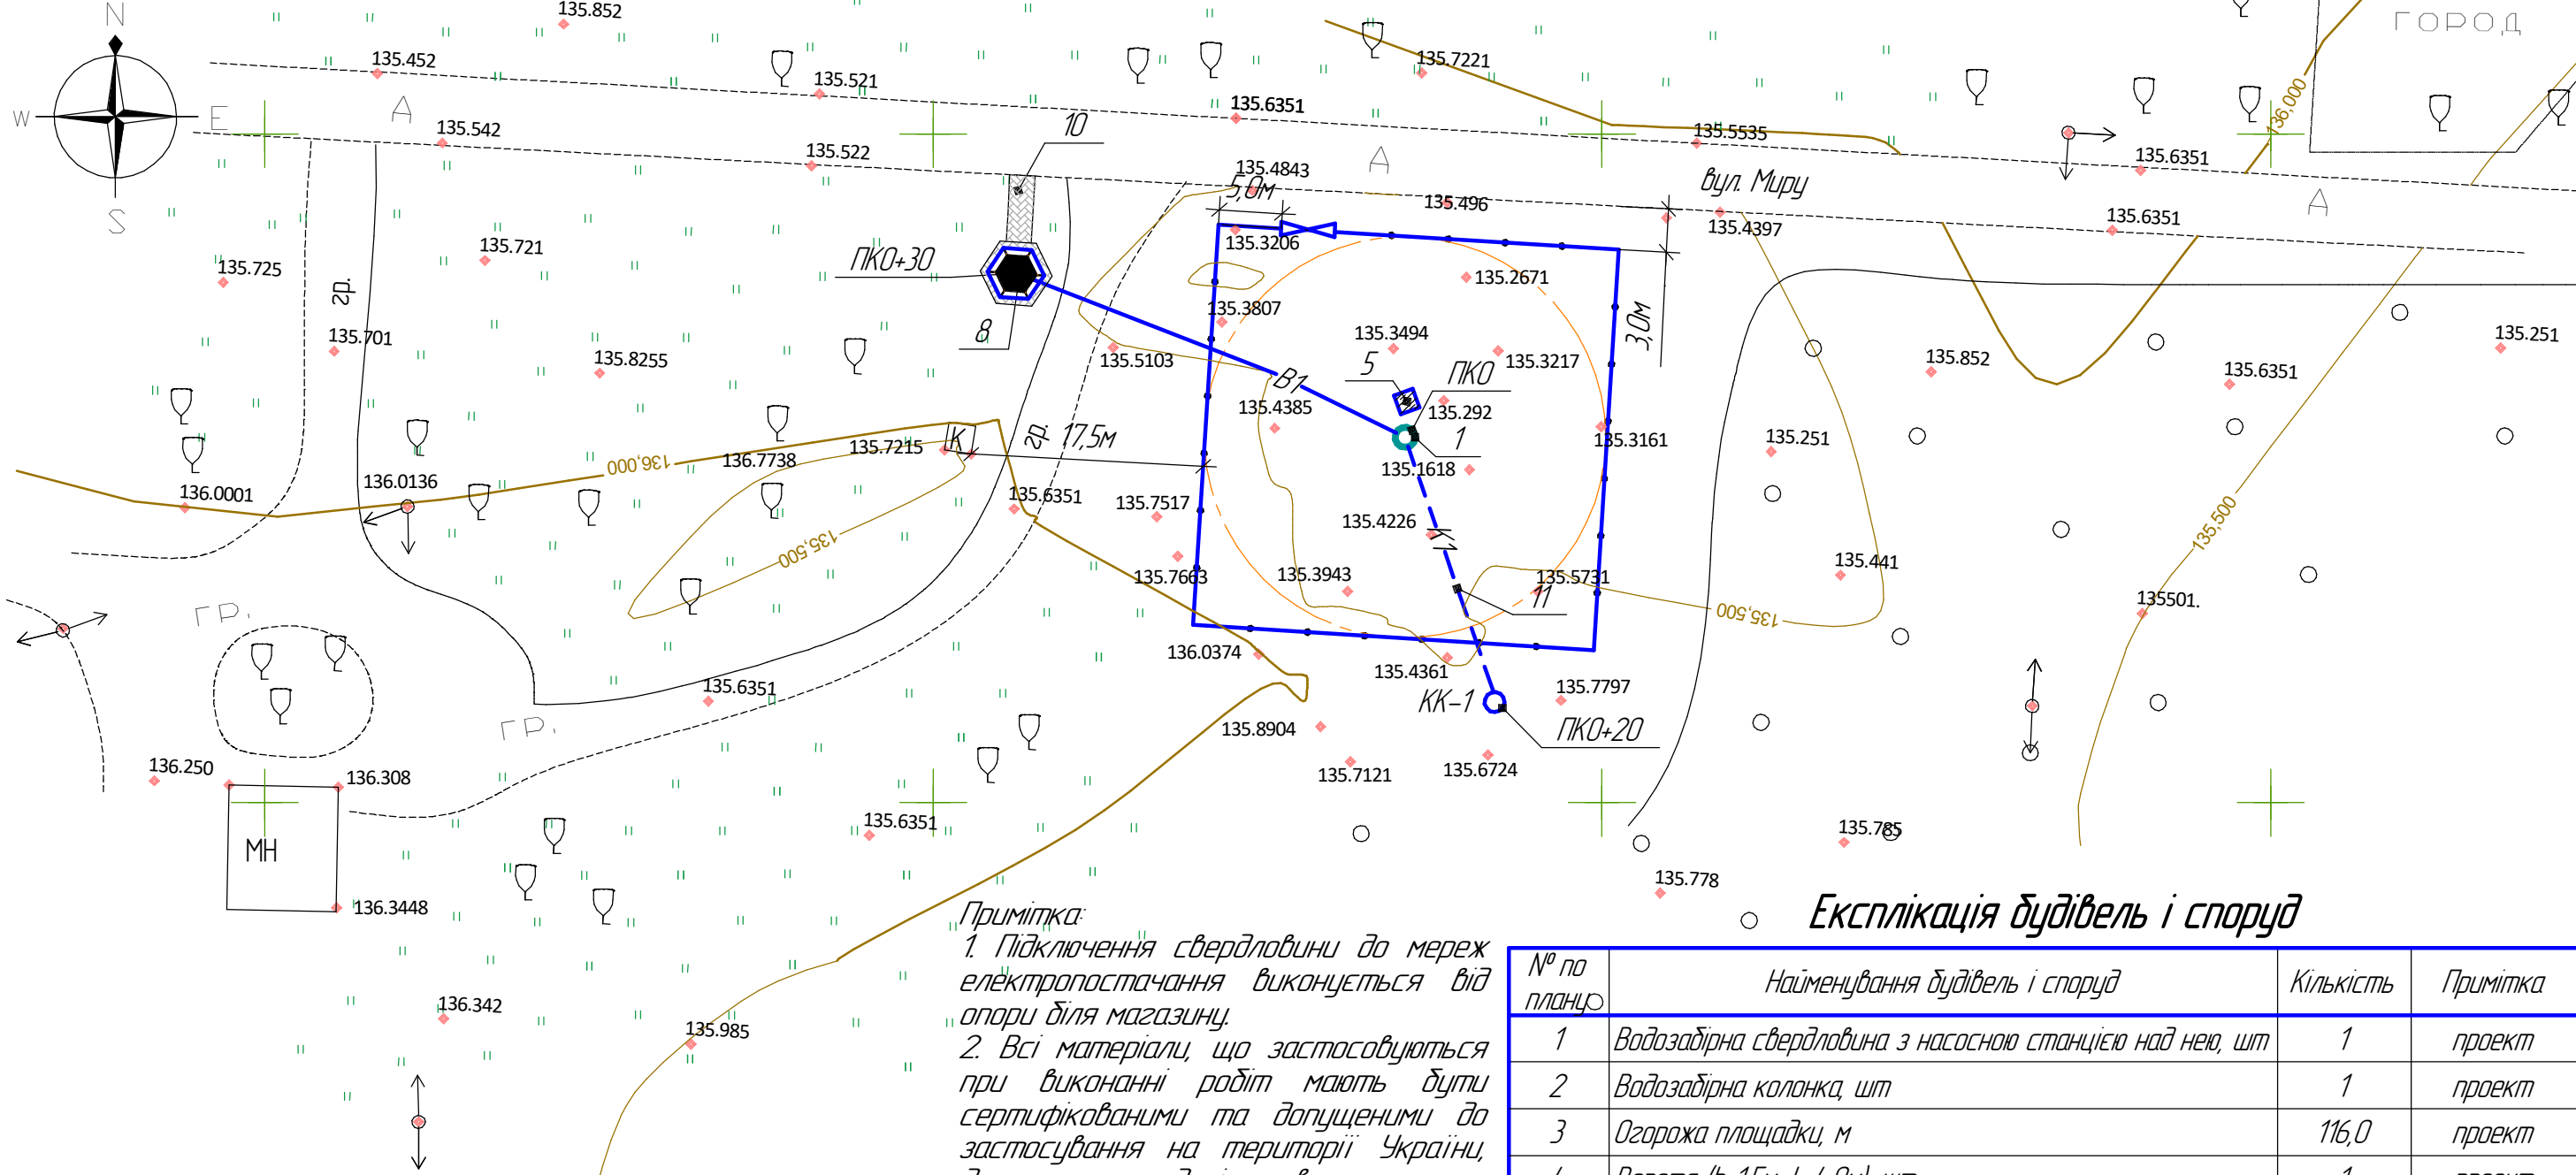 N
W
E
S
ГОРОД
135.852
135.452
135.521
135.6351
135.7221
135.5535
136,000
135.6351
А
135.542
135.522
10
135.4843
5,0м
А
вул. Миру
135.496
135.4397
135.6351
А
135.725
135.721
ПК0+30
135.3206
135.2671
гр.
135.701
135.8255
8
135.5103
135.3807
135.3494
135.3217
3,0м
135.852
135.6351
135.251
5
ПК0
В1
135.4385
135.292
1
135.3161
135.251
К
гр.
17,5м
136,000
136.7738
135.7215
136.0001
136.0136
135.6351
135.7517
135.1618
135.4226
К1
135,500
135,500
135.7663
135.3943
135.5731
11
135,500
135.441
135501.
ГР.
ГР.
136.0374
135.4361
135.6351
КК-1
135.7797
135.8904
ПК0+20
135.7121
135.6724
136.250
136.308
МН
135.6351
135.785
136.3448
135.778
136.342
135.985
Примітка:
1. Підключення свердловини до мереж
електропостачання виконується від
опори біля магазину.
2. Всі матеріали, що застосовуються
при виконанні робіт мають бути
сертифікованими та допущеними до
застосування на території України,
Експлікація будівель і споруд
№ по плану Найменування будівель і споруд Кількість Примітка
1 Водозабірна свердловина з насосною станцією над нею, шт 1 проект
2 Водозабірна колонка, шт 1 проект
3 Огорожа площадки, м 116,0 проект